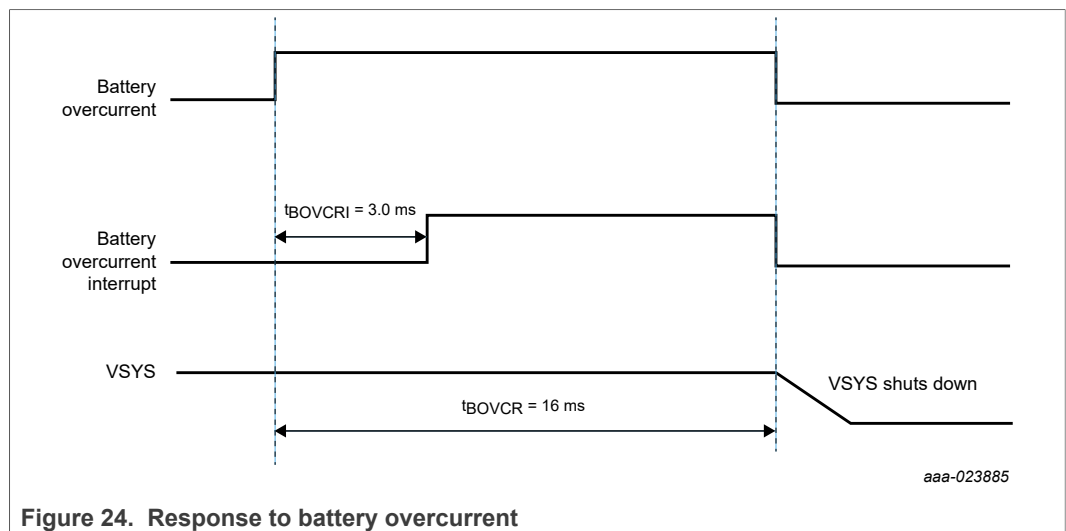 Battery
overcurrent
tBOVCRI = 3.0 ms
Battery
overcurrent
interrupt
VSYS
VSYS shuts down
tBOVCR = 16 ms
aaa-023885
Figure 24. Response to battery overcurrent